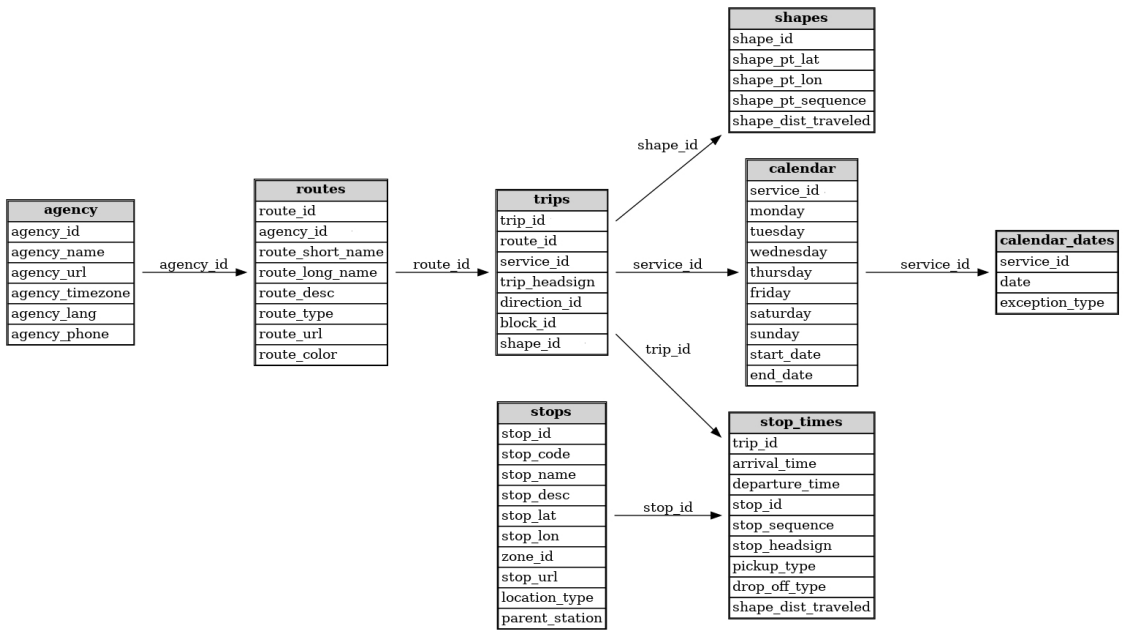 agency
agency_id
agency_name
agency_url
agency_timezone
agency_lang
agency_phone
agency_id
routes
route_id
agency_id
route_short_name
route_long_name
route_desc
route_type
route_url
route_color
route_id
trips
trip_id
route_id
service_id
trip_headsign
direction_id
block_id
shape_id
stops
stop_id
stop_code
stop_name
stop_desc
stop_lat
stop_lon
zone_id
stop_url
location_type
parent_station
shape_id
service_id
trip_id
stop_id
shapes
shape_id
shape_pt_lat
shape_pt_lon
shape_pt_sequence
shape_dist_traveled
calendar
service_id
monday
tuesday
wednesday
thursday
friday
saturday
sunday
start_date
end_date
stop_times
trip_id
arrival_time
departure_time
stop_id
stop_sequence
stop_headsign
pickup_type
drop_off_type
shape_dist_traveled
service_id
calendar_dates
service_id
date
exception_type